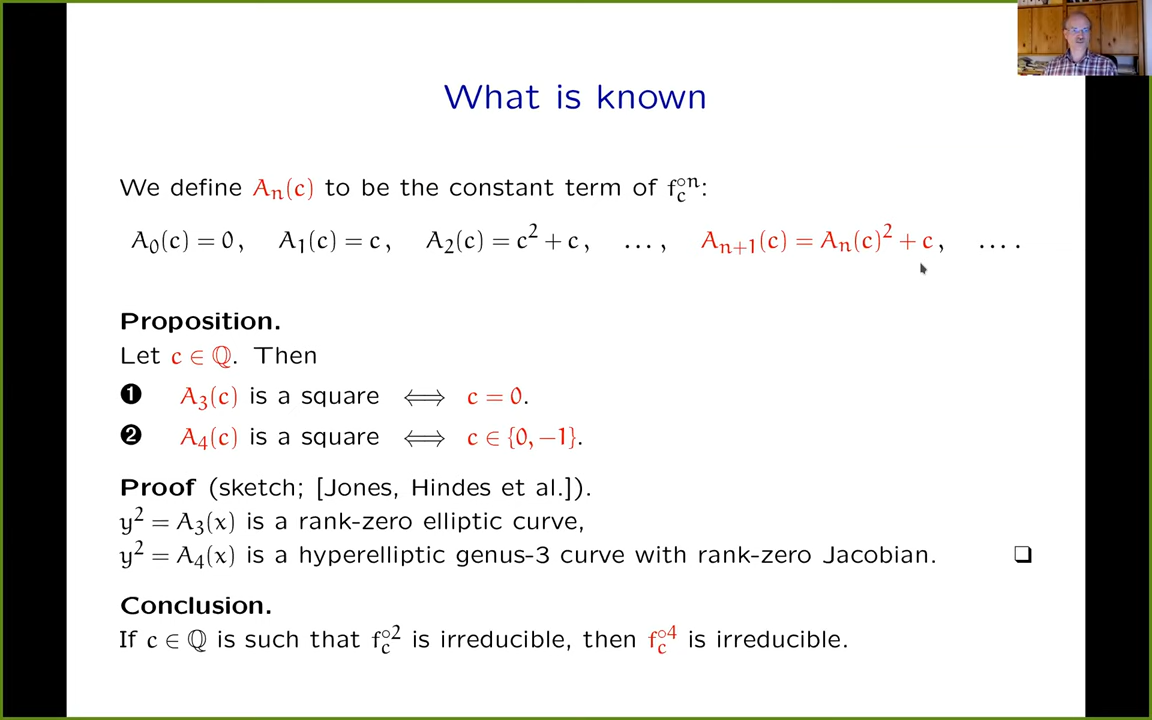 What is known
We define Aₙ(c) to be the constant term of f_c^{∘n}:
A₀(c) = 0, A₁(c) = c, A₂(c) = c² + c, ..., Aₙ₊₁(c) = Aₙ(c)² + c, ....
Proposition.
Let c ∈ ℚ. Then
❶ A₃(c) is a square ⟺ c = 0.
❷ A₄(c) is a square ⟺ c ∈ {0, −1}.
Proof (sketch; [Jones, Hindes et al.]).
y² = A₃(x) is a rank-zero elliptic curve,
y² = A₄(x) is a hyperelliptic genus-3 curve with rank-zero Jacobian. ❏
Conclusion.
If c ∈ ℚ is such that f_c^{∘2} is irreducible, then f_c^{∘4} is irreducible.